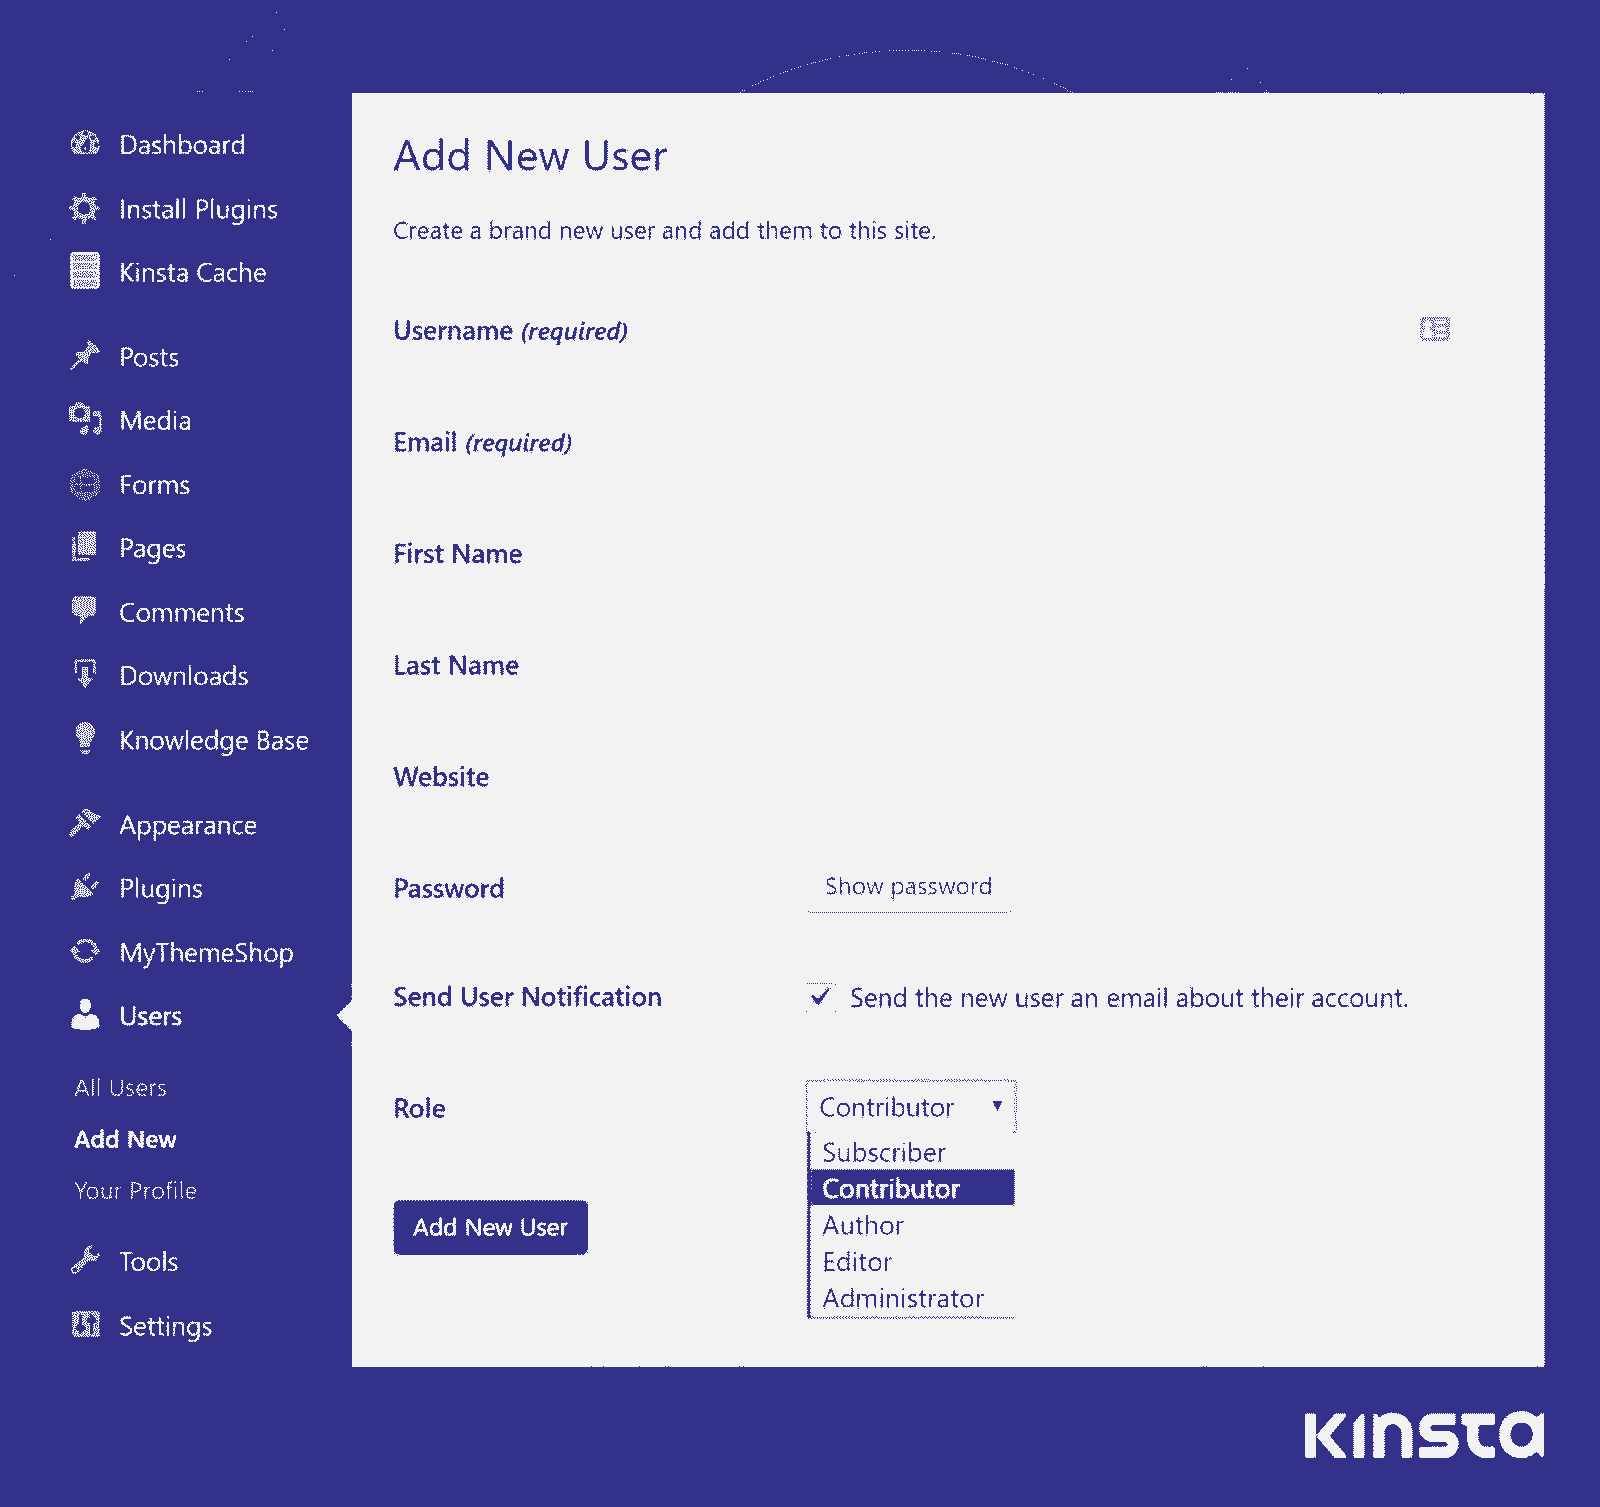 Dashboard
Install Plugins
Kinsta Cache
Posts
Media
Forms
Pages
Comments
Downloads
Knowledge Base
Appearance
Plugins
MyThemeShop
Users
All Users
Add New
Your Profile
Tools
Settings
Add New User
Create a brand new user and add them to this site.
Username (required)
Email (required)
First Name
Last Name
Website
Password
Show password
Send User Notification
Send the new user an email about their account.
Role
Contributor
Subscriber
Contributor
Author
Editor
Administrator
Add New User
KINSTA